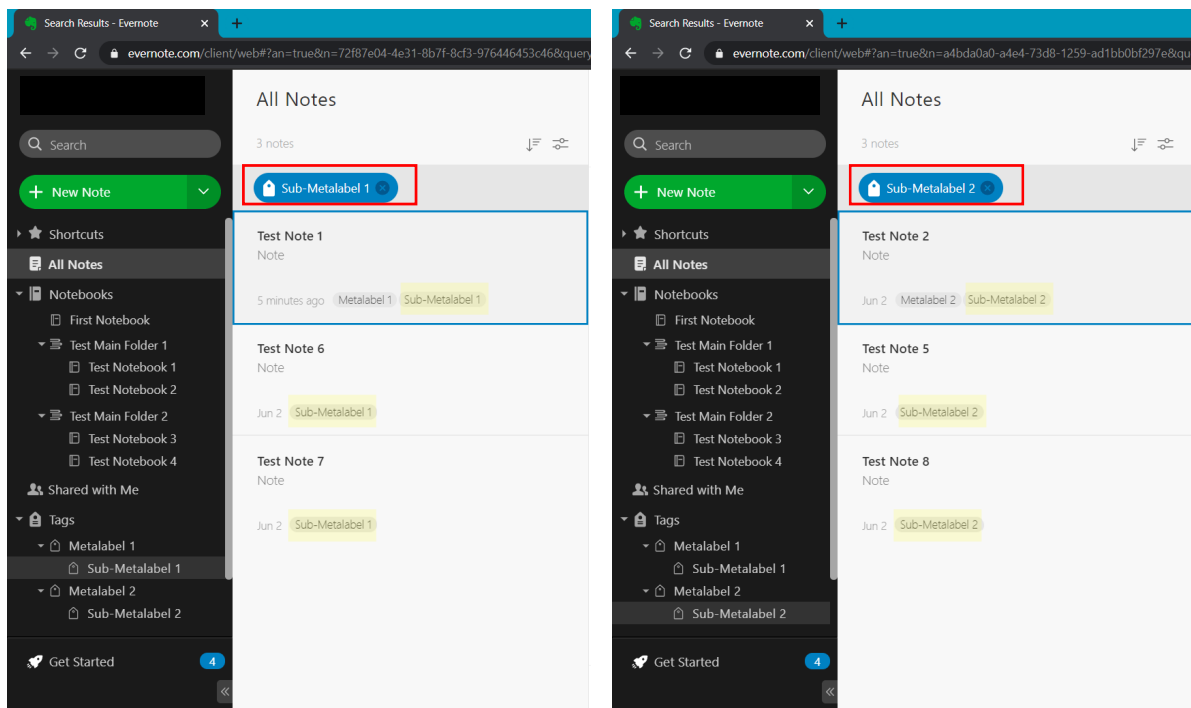 Search Results - Evernote
evernote.com/client/web#?an=true&n=72f87e04-4e31-8b7f-8cf3-976446453c46&query
Search
New Note
Shortcuts
All Notes
Notebooks
First Notebook
Test Main Folder 1
Test Notebook 1
Test Notebook 2
Test Main Folder 2
Test Notebook 3
Test Notebook 4
Shared with Me
Tags
Metalabel 1
Sub-Metalabel 1
Metalabel 2
Sub-Metalabel 2
Get Started 4
All Notes
3 notes
Sub-Metalabel 1
Test Note 1
Note
5 minutes ago Metalabel 1 Sub-Metalabel 1
Test Note 6
Note
Jun 2 Sub-Metalabel 1
Test Note 7
Note
Jun 2 Sub-Metalabel 1
Search Results - Evernote
evernote.com/client/web#?an=true&n=a4bda0a0-a4e4-73d8-1259-ad1bb0bf297e&qu
Search
New Note
Shortcuts
All Notes
Notebooks
First Notebook
Test Main Folder 1
Test Notebook 1
Test Notebook 2
Test Main Folder 2
Test Notebook 3
Test Notebook 4
Shared with Me
Tags
Metalabel 1
Sub-Metalabel 1
Metalabel 2
Sub-Metalabel 2
Get Started 4
All Notes
3 notes
Sub-Metalabel 2
Test Note 2
Note
Jun 2 Metalabel 2 Sub-Metalabel 2
Test Note 5
Note
Jun 2 Sub-Metalabel 2
Test Note 8
Note
Jun 2 Sub-Metalabel 2